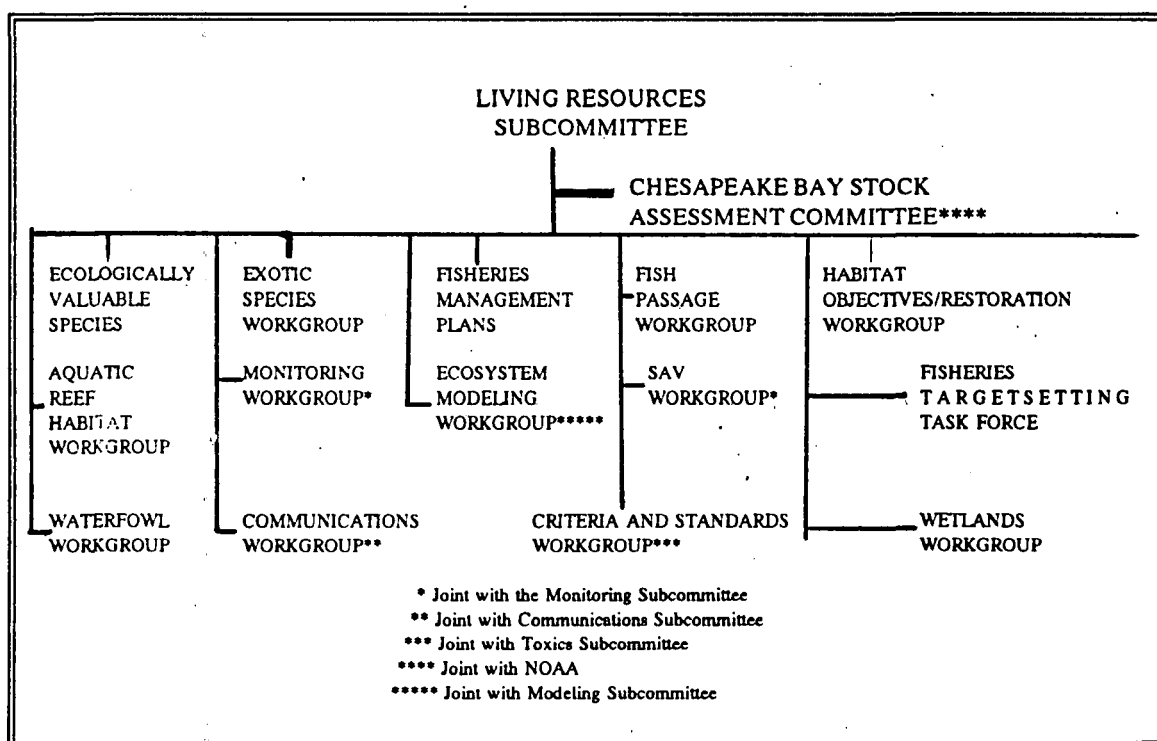 LIVING RESOURCES
SUBCOMMITTEE
CHESAPEAKE BAY STOCK
ASSESSMENT COMMITTEE****
ECOLOGICALLY
VALUABLE
SPECIES
EXOTIC
SPECIES
WORKGROUP
FISHERIES
MANAGEMENT
PLANS
FISH
PASSAGE
WORKGROUP
HABITAT
OBJECTIVES/RESTORATION
WORKGROUP
AQUATIC
REEF
HABITAT
WORKGROUP
MONITORING
WORKGROUP*
ECOSYSTEM
MODELING
WORKGROUP*****
SAV
WORKGROUP*
FISHERIES
TARGETSETTING
TASK FORCE
WATERFOWL
WORKGROUP
COMMUNICATIONS
WORKGROUP**
CRITERIA AND STANDARDS
WORKGROUP***
WETLANDS
WORKGROUP
* Joint with the Monitoring Subcommittee
** Joint with Communications Subcommittee
*** Joint with Toxics Subcommittee
**** Joint with NOAA
***** Joint with Modeling Subcommittee